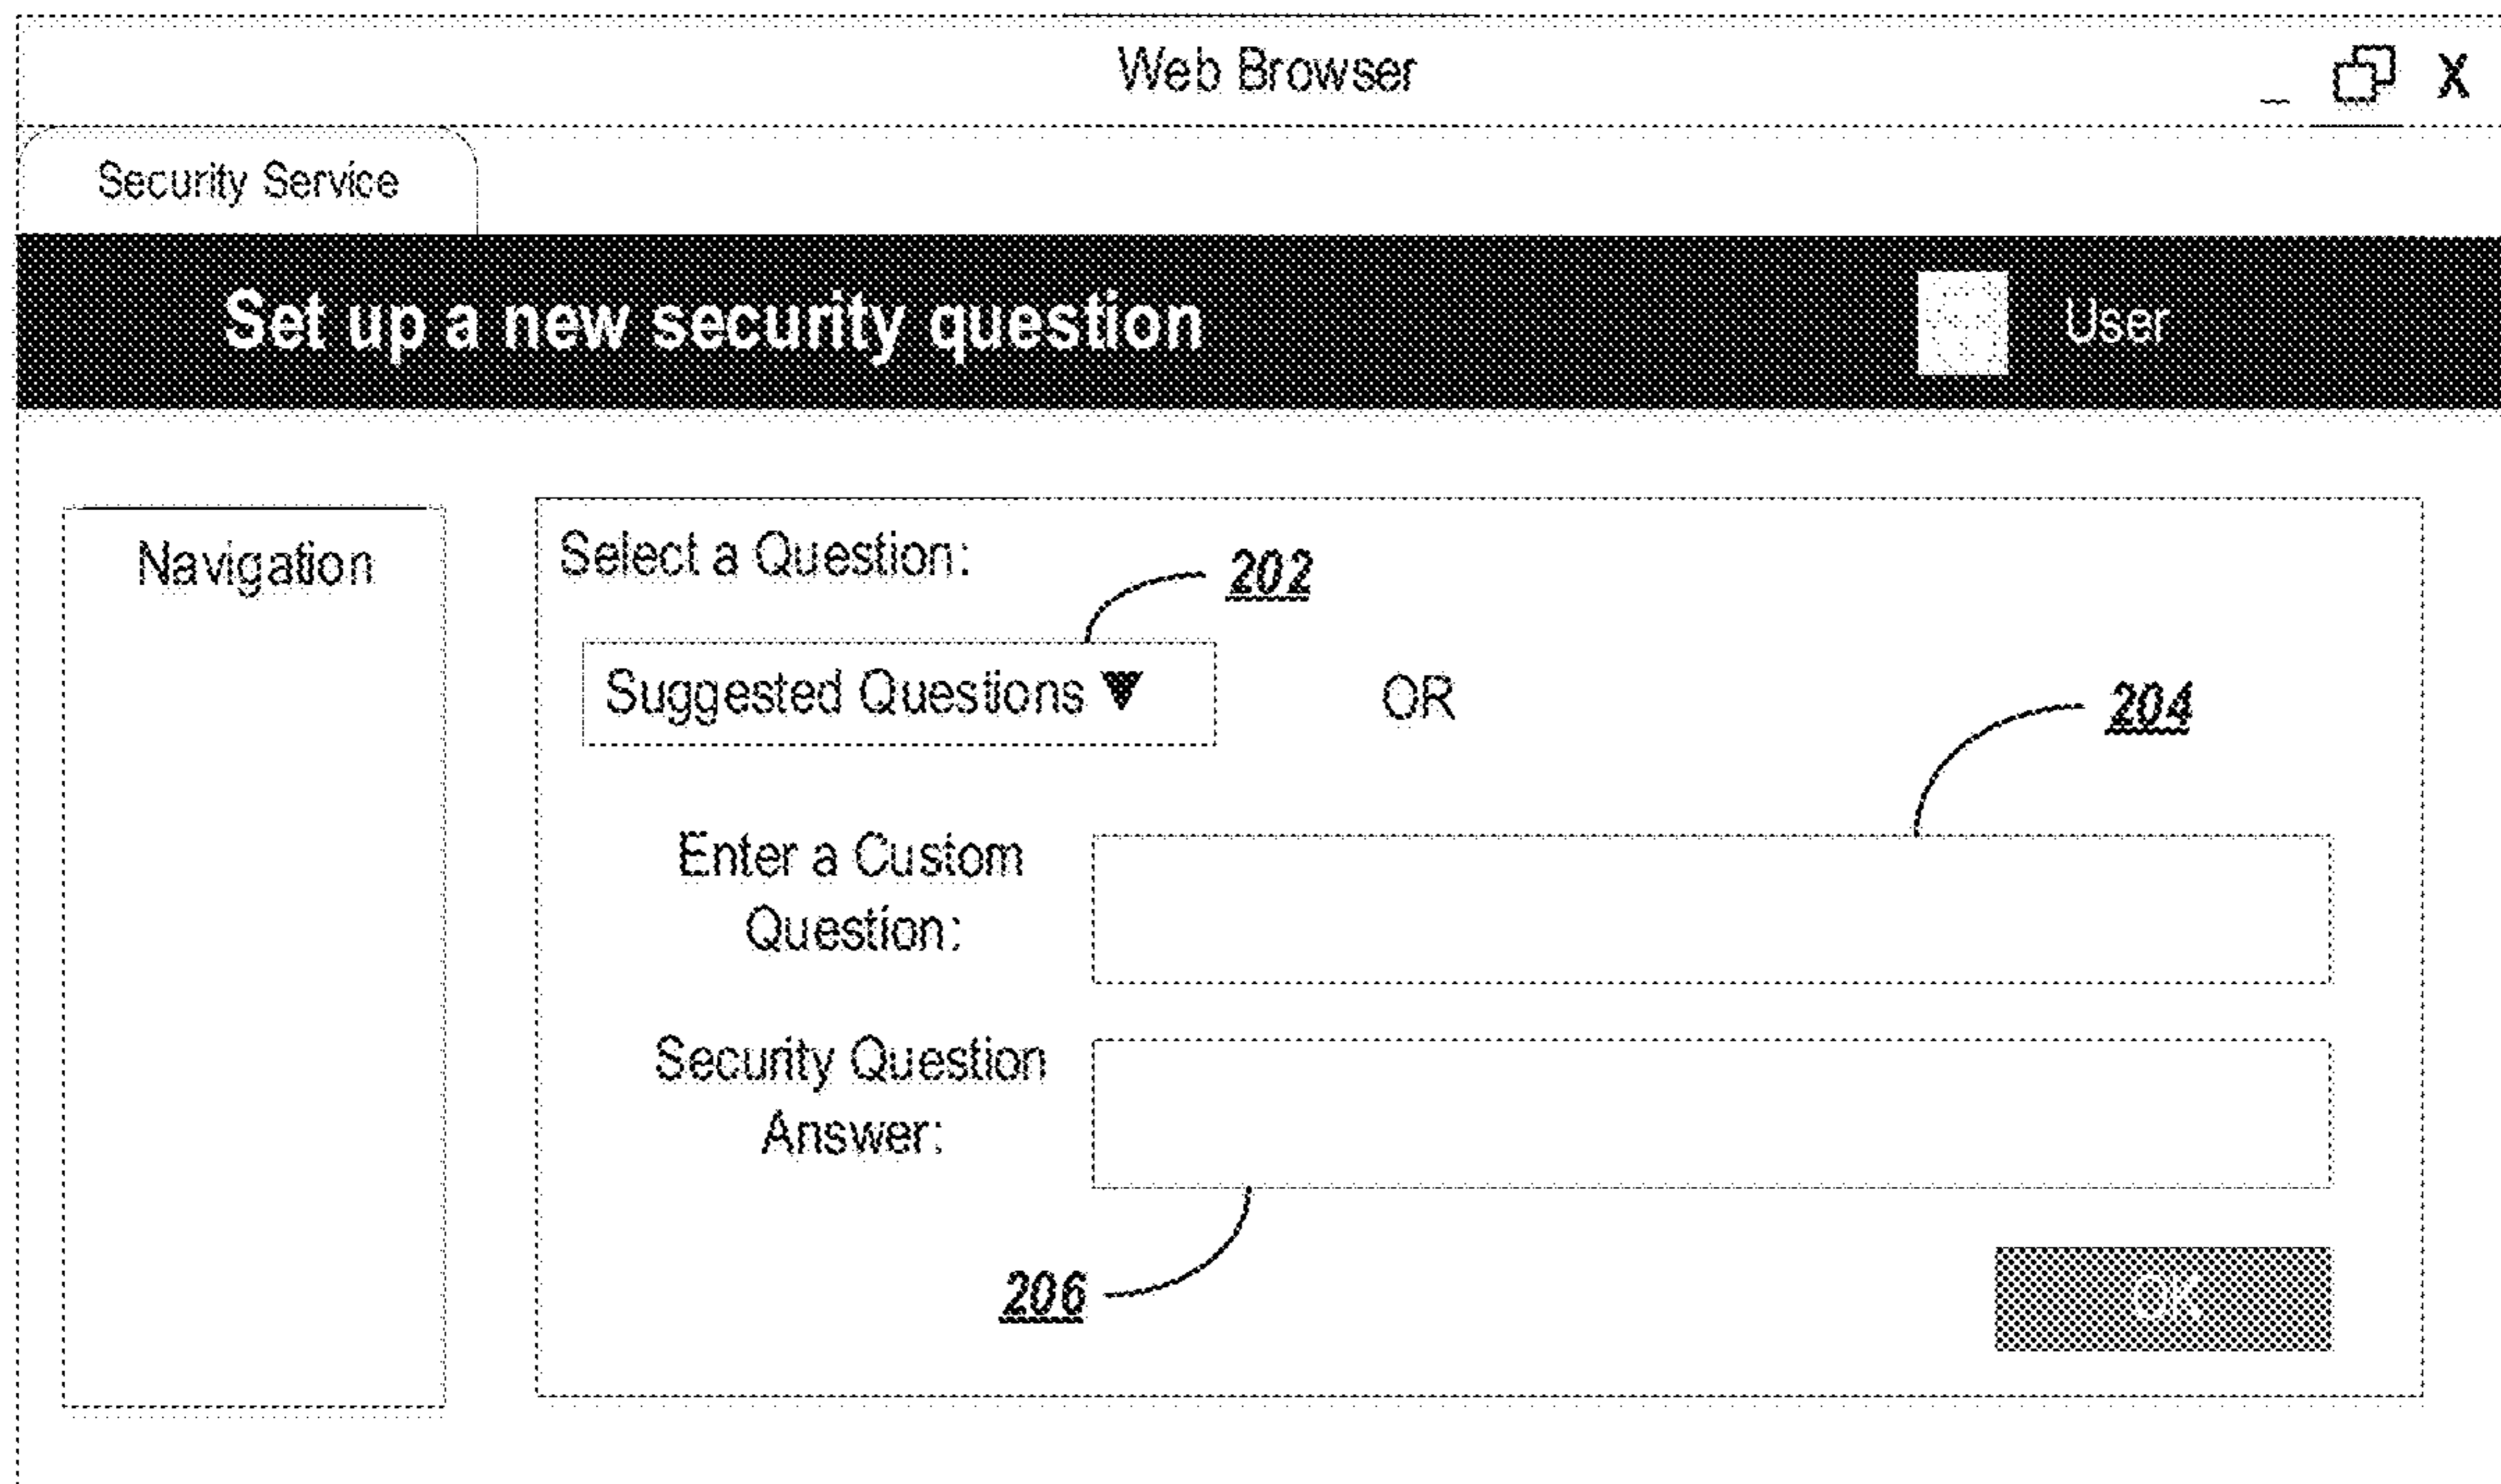 Web Browser
_ X
Security Service
Set up a new security question
User
Navigation
Select a Question:
202
Suggested Questions ▼
OR
204
Enter a Custom
Question:
Security Question
Answer:
206
OK